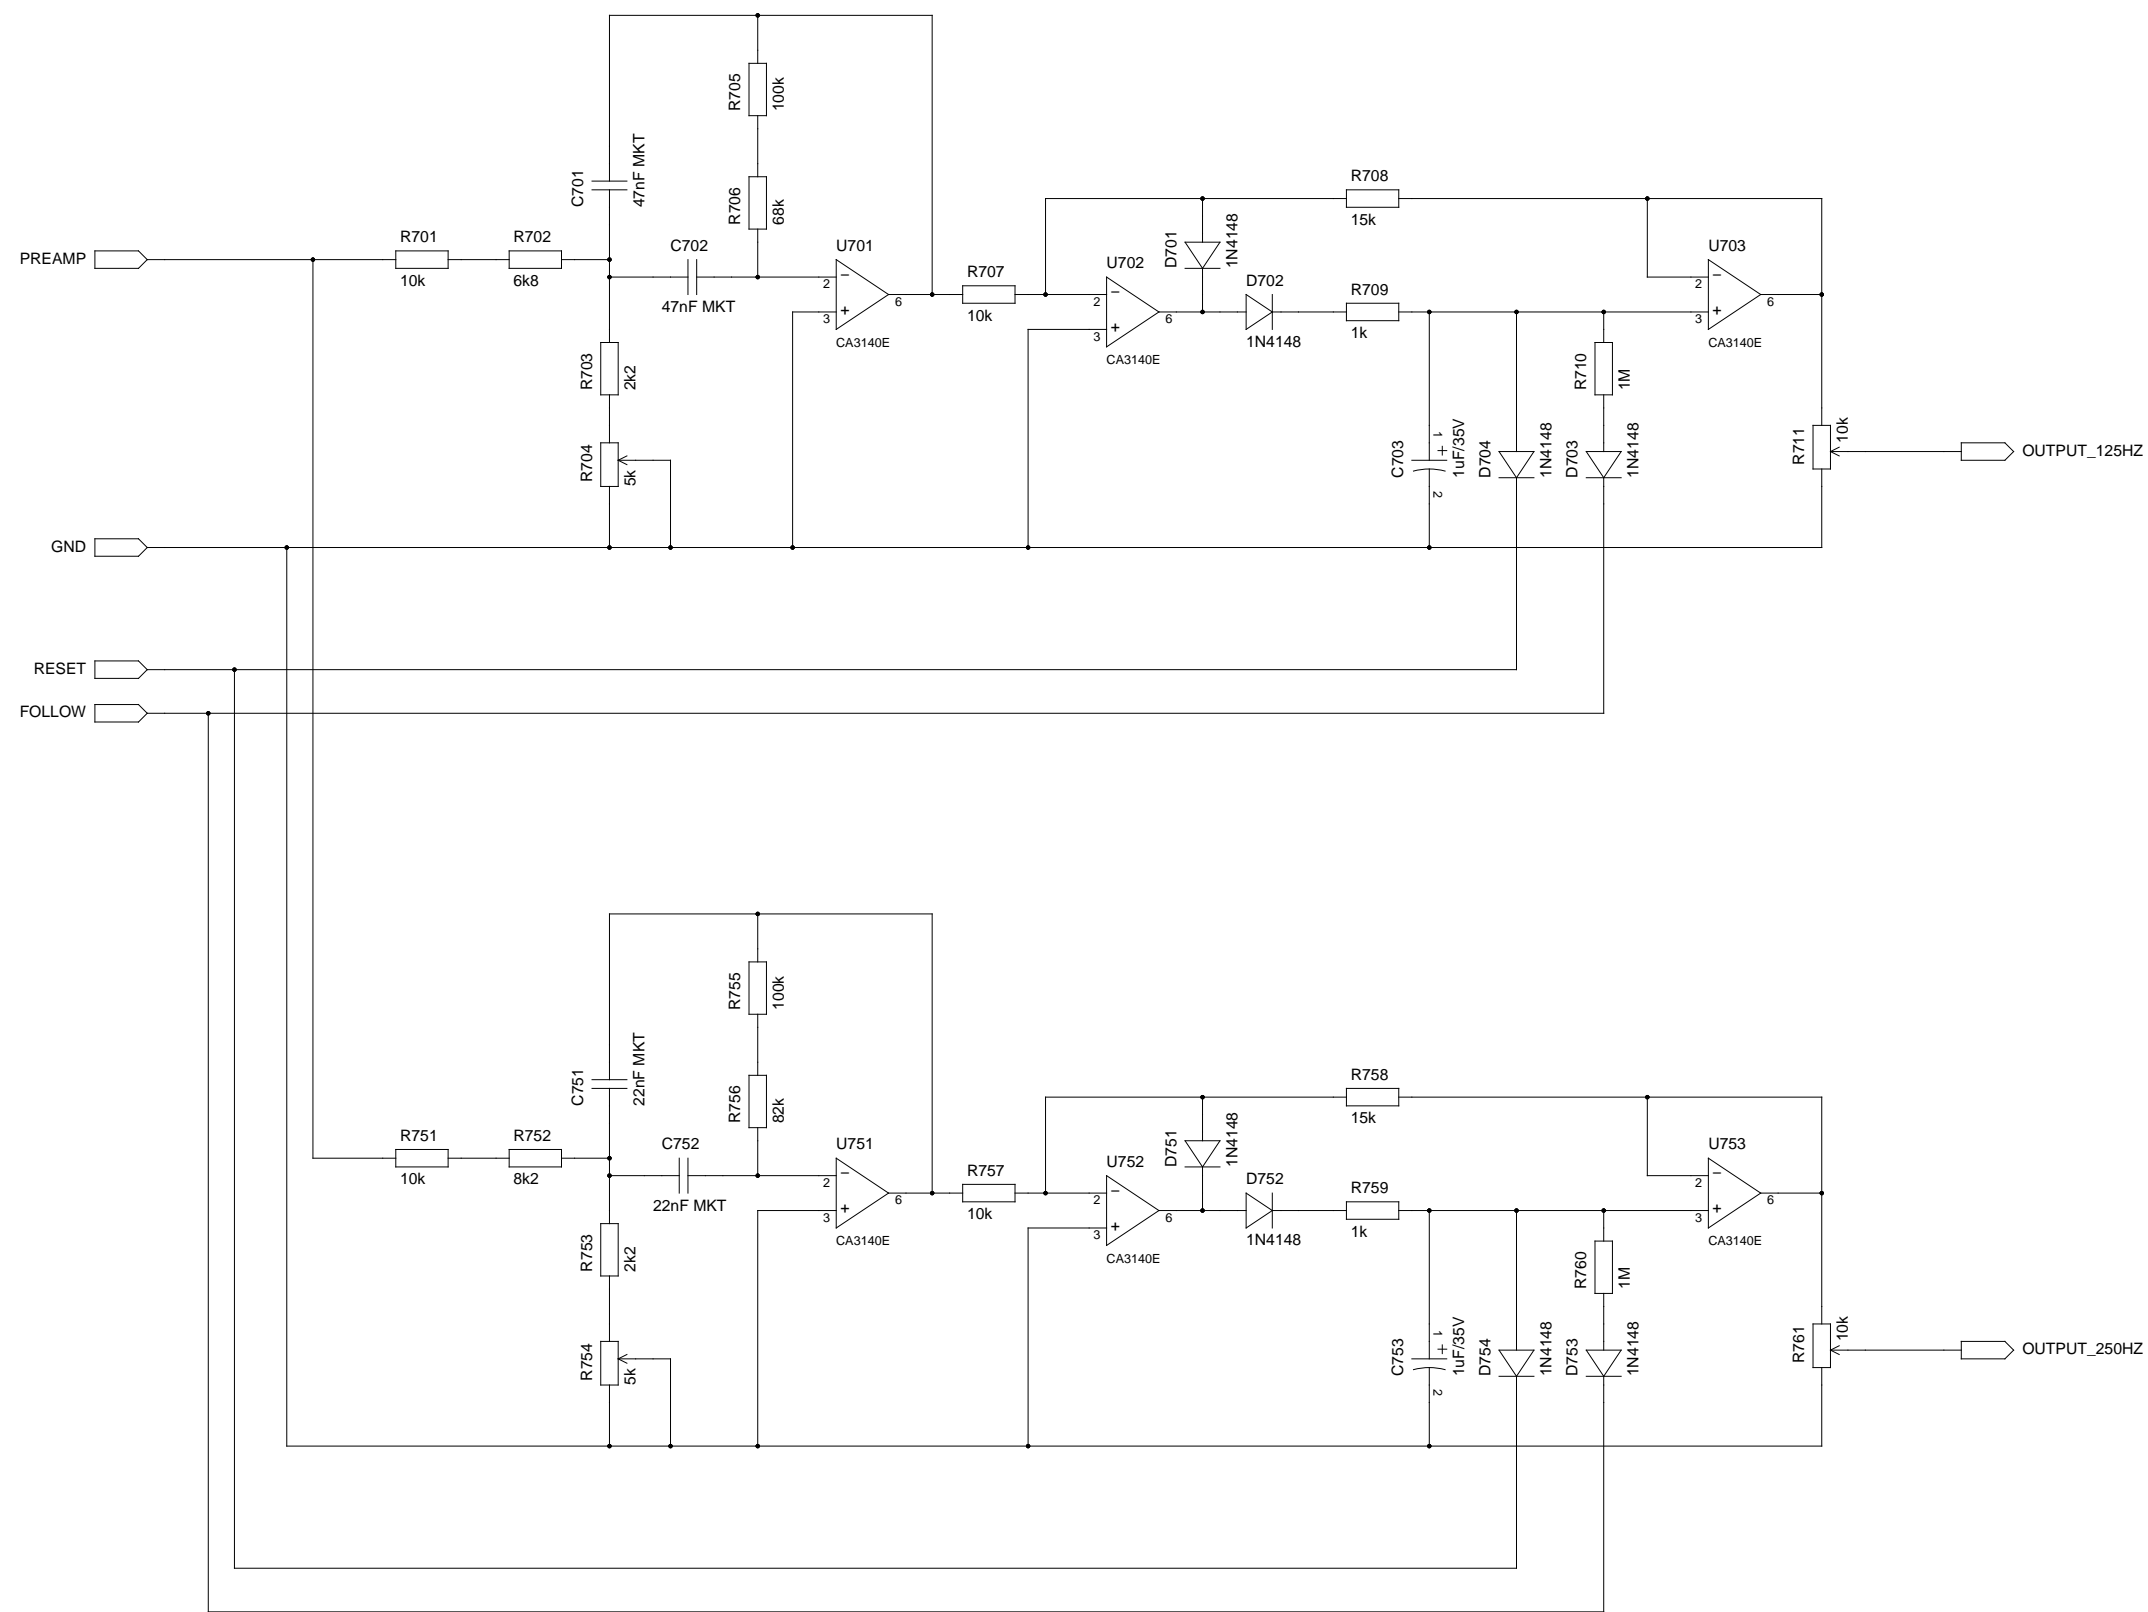 R705
100k
C701
47nF MKT
R706
68k
R708
15k
PREAMP
R701
10k
R702
6k8
C702
47nF MKT
U701
−
2
+
3
6
CA3140E
R707
10k
D701
1N4148
U702
−
2
+
3
6
CA3140E
D702
1N4148
R709
1k
U703
−
2
+
3
6
CA3140E
R703
2k2
R704
5k
C703
1
+
2
1uF/35V
D704
1N4148
R710
1M
D703
1N4148
R711
10k
OUTPUT_125HZ
GND
RESET
FOLLOW
R755
100k
C751
22nF MKT
R756
82k
R758
15k
R751
10k
R752
8k2
C752
22nF MKT
U751
−
2
+
3
6
CA3140E
R757
10k
D751
1N4148
U752
−
2
+
3
6
CA3140E
D752
1N4148
R759
1k
U753
−
2
+
3
6
CA3140E
R753
2k2
R754
5k
C753
1
+
2
1uF/35V
D754
1N4148
R760
1M
D753
1N4148
R761
10k
OUTPUT_250HZ